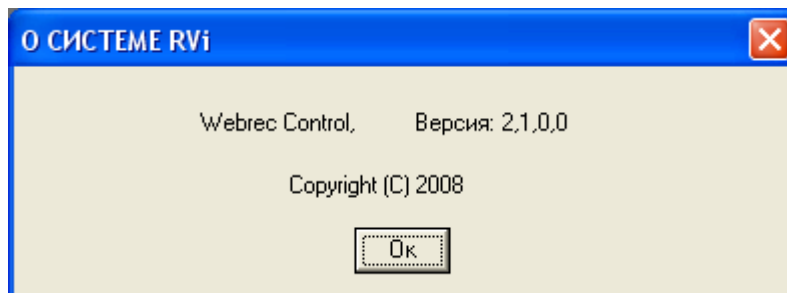 О СИСТЕМЕ RVi
Webrec Control, Версия: 2,1,0,0
Copyright (C) 2008
Ок